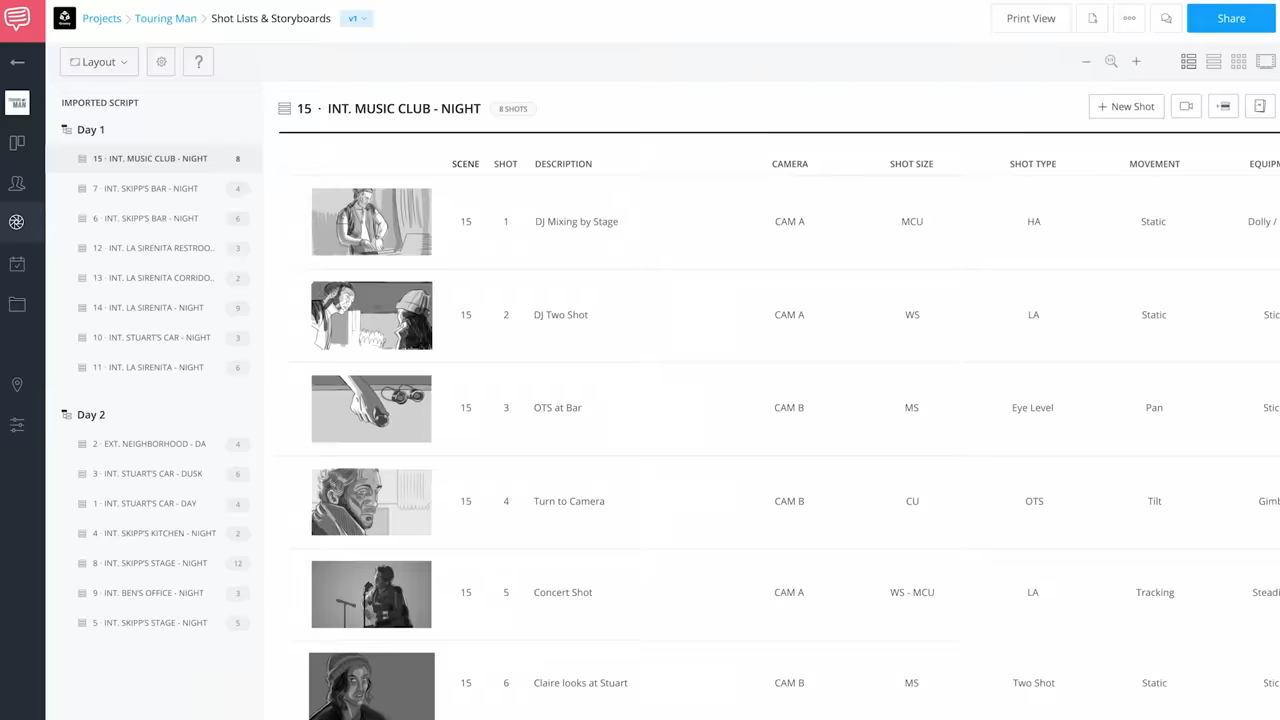 Projects > Touring Man > Shot Lists & Storyboards v1
Print View
Share
Layout
?
IMPORTED SCRIPT
Day 1
15 · INT. MUSIC CLUB - NIGHT 8
7 · INT. SKIPP'S BAR - NIGHT 4
6 · INT. SKIPP'S BAR - NIGHT 6
12 · INT. LA SIRENITA RESTROO.. 3
13 · INT. LA SIRENITA CORRIDO.. 2
14 · INT. LA SIRENITA - NIGHT 9
10 · INT. STUART'S CAR - NIGHT 3
11 · INT. LA SIRENITA - NIGHT 6
Day 2
2 · EXT. NEIGHBORHOOD - DA 4
3 · INT. STUART'S CAR - DUSK 6
1 · INT. STUART'S CAR - DAY 4
4 · INT. SKIPP'S KITCHEN - NIGHT 2
8 · INT. SKIPP'S STAGE - NIGHT 12
9 · INT. BEN'S OFFICE - NIGHT 3
5 · INT. SKIPP'S STAGE - NIGHT 5
15 · INT. MUSIC CLUB - NIGHT 8 SHOTS
+ New Shot
SCENE SHOT DESCRIPTION CAMERA SHOT SIZE SHOT TYPE MOVEMENT EQUIPM
15 1 DJ Mixing by Stage CAM A MCU HA Static Dolly /
15 2 DJ Two Shot CAM A WS LA Static Stic
15 3 OTS at Bar CAM B MS Eye Level Pan Stic
15 4 Turn to Camera CAM B CU OTS Tilt Gimb
15 5 Concert Shot CAM A WS - MCU LA Tracking Steadi
15 6 Claire looks at Stuart CAM B MS Two Shot Static Stic